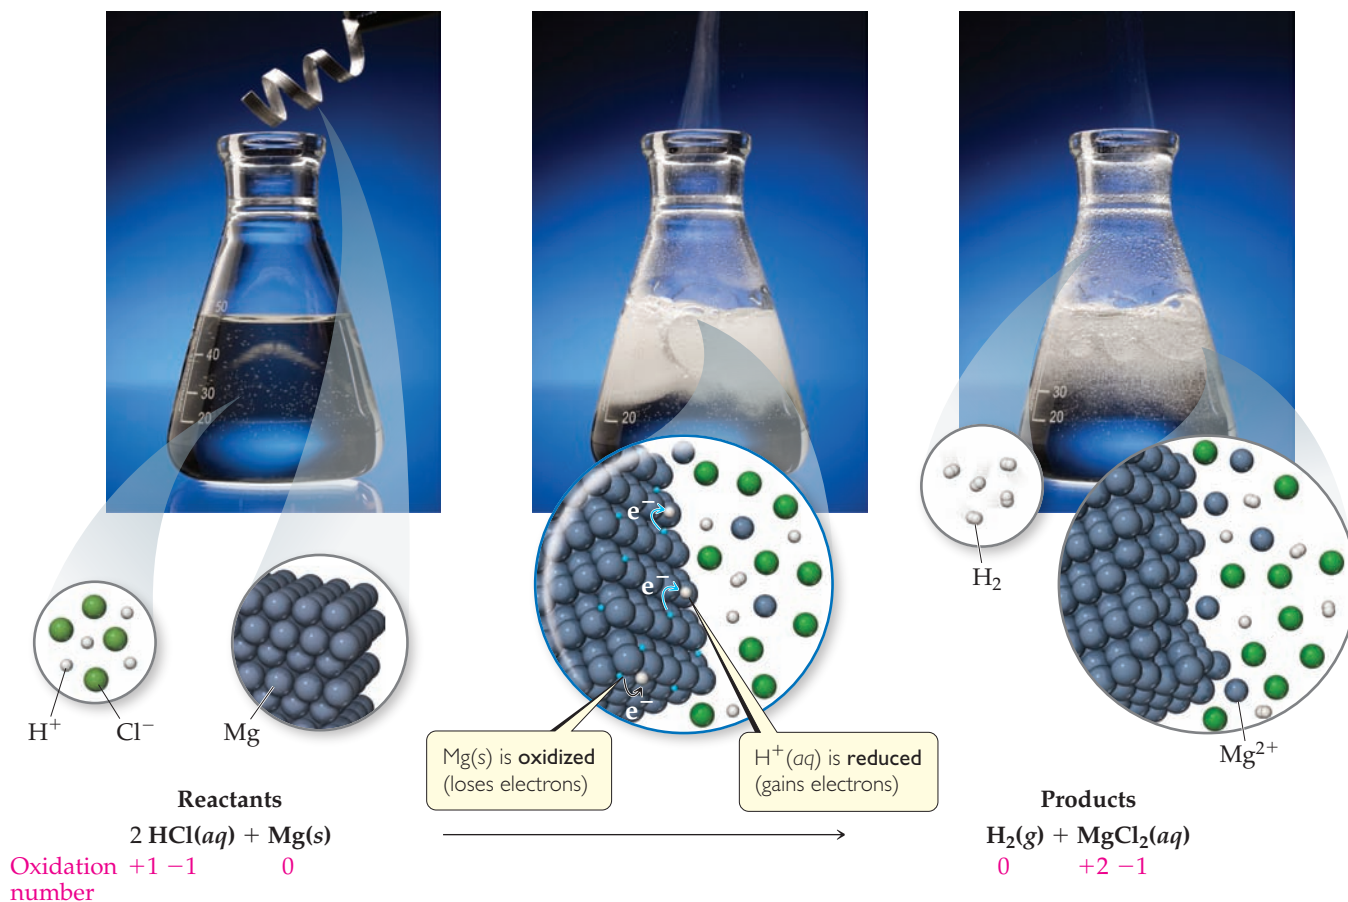 50
40
30
20
20
30
20
H⁺
Cl⁻
Mg
e⁻
e⁻
e⁻
H₂
Mg²⁺
Mg(s) is oxidized
(loses electrons)
H⁺(aq) is reduced
(gains electrons)
Reactants
Products
2 HCl(aq) + Mg(s)
H₂(g) + MgCl₂(aq)
Oxidation +1 −1 0
number
0 +2 −1